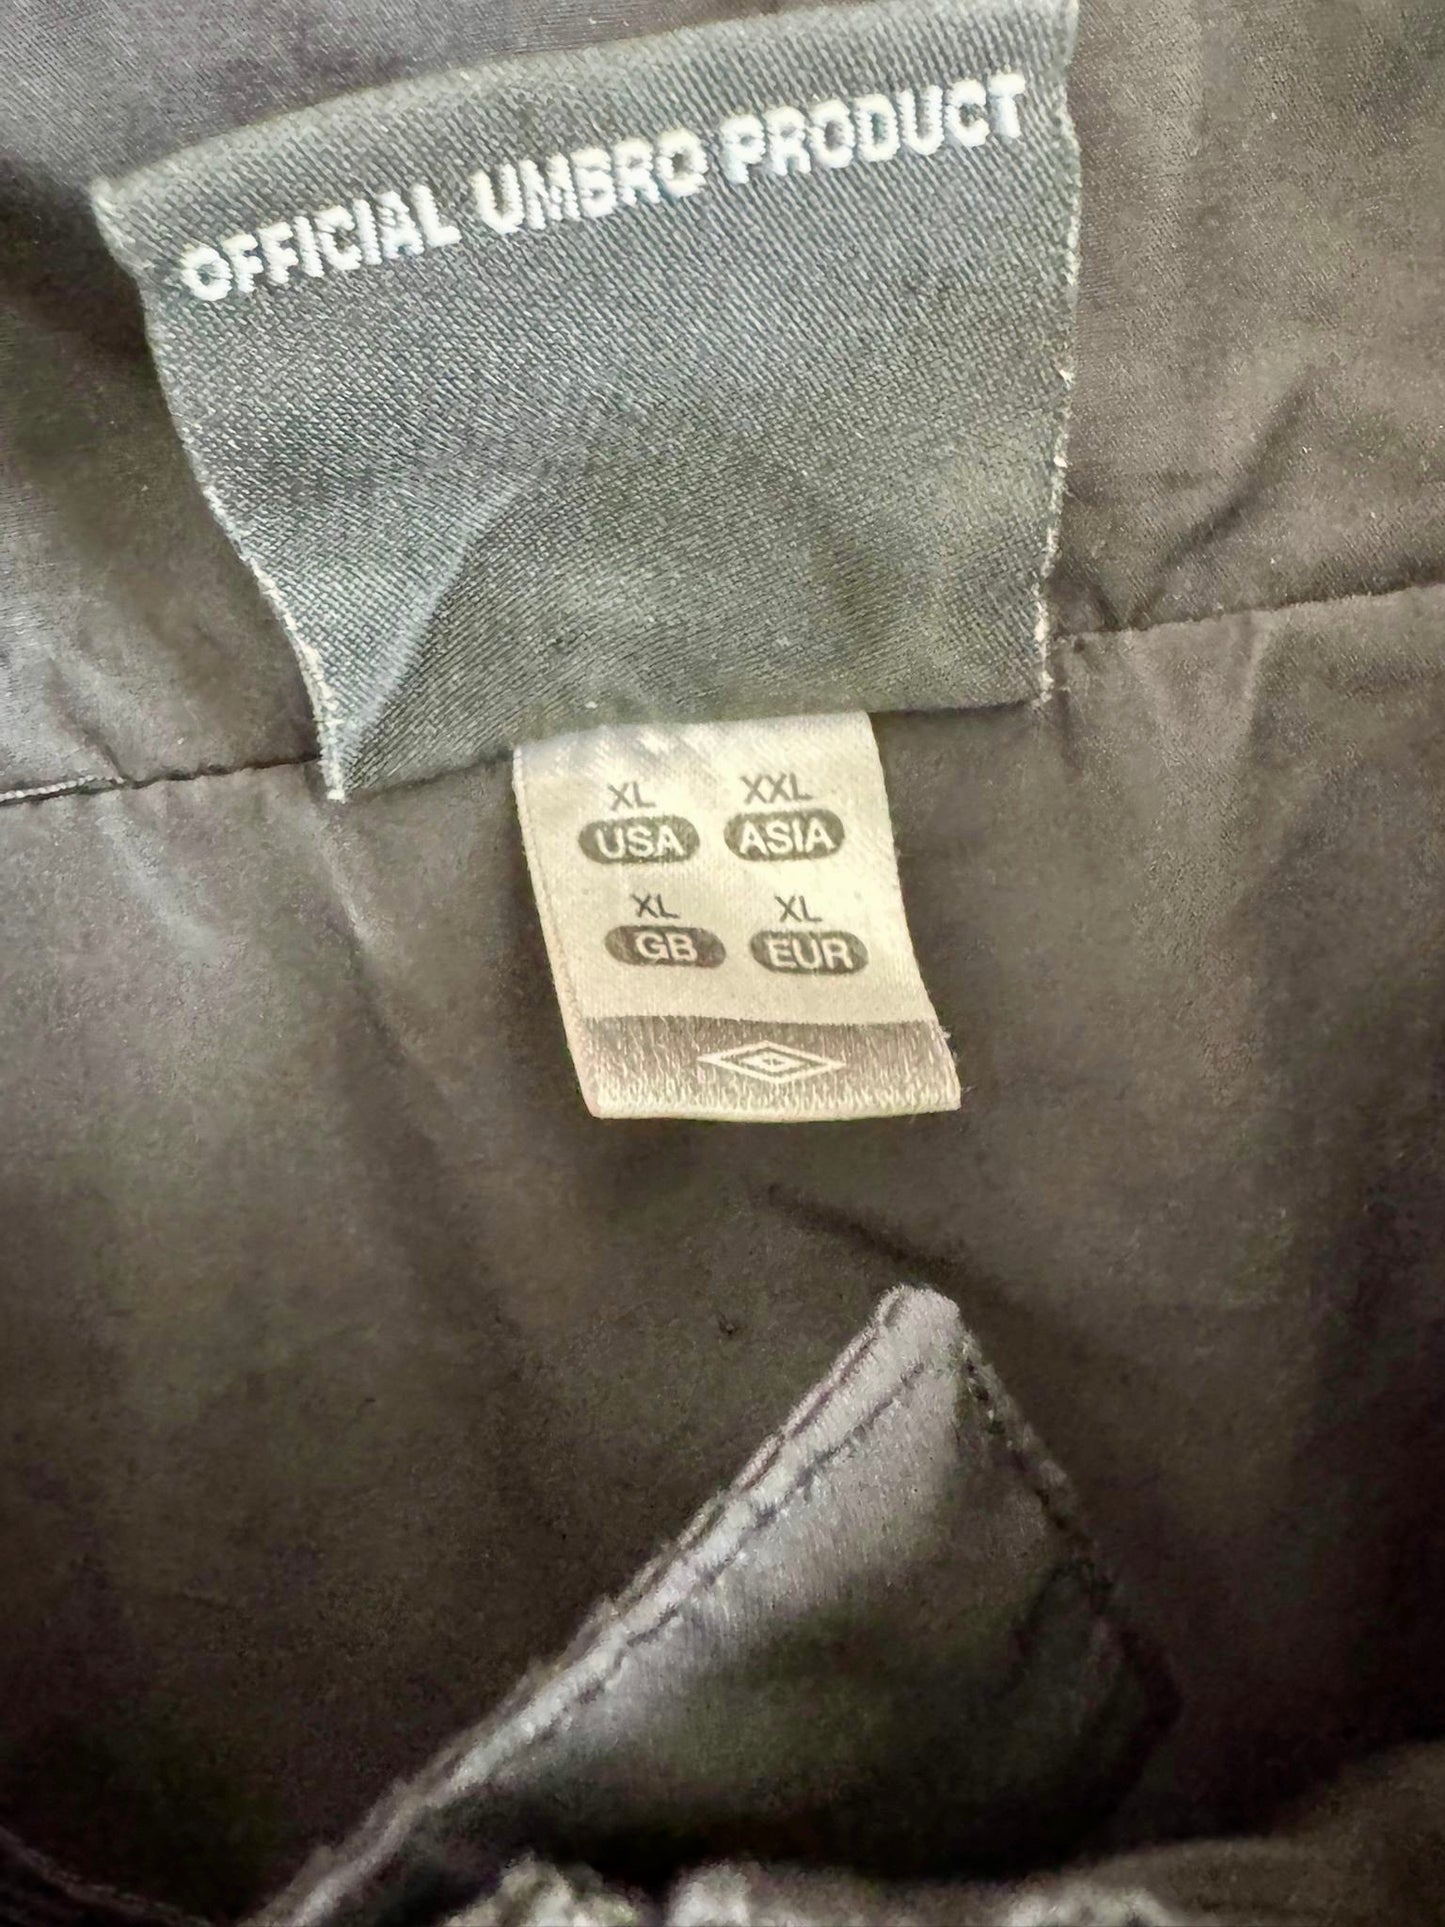 OFFICIAL UMBRO PRODUCT
XL XXL
USA ASIA
XL XL
GB EUR